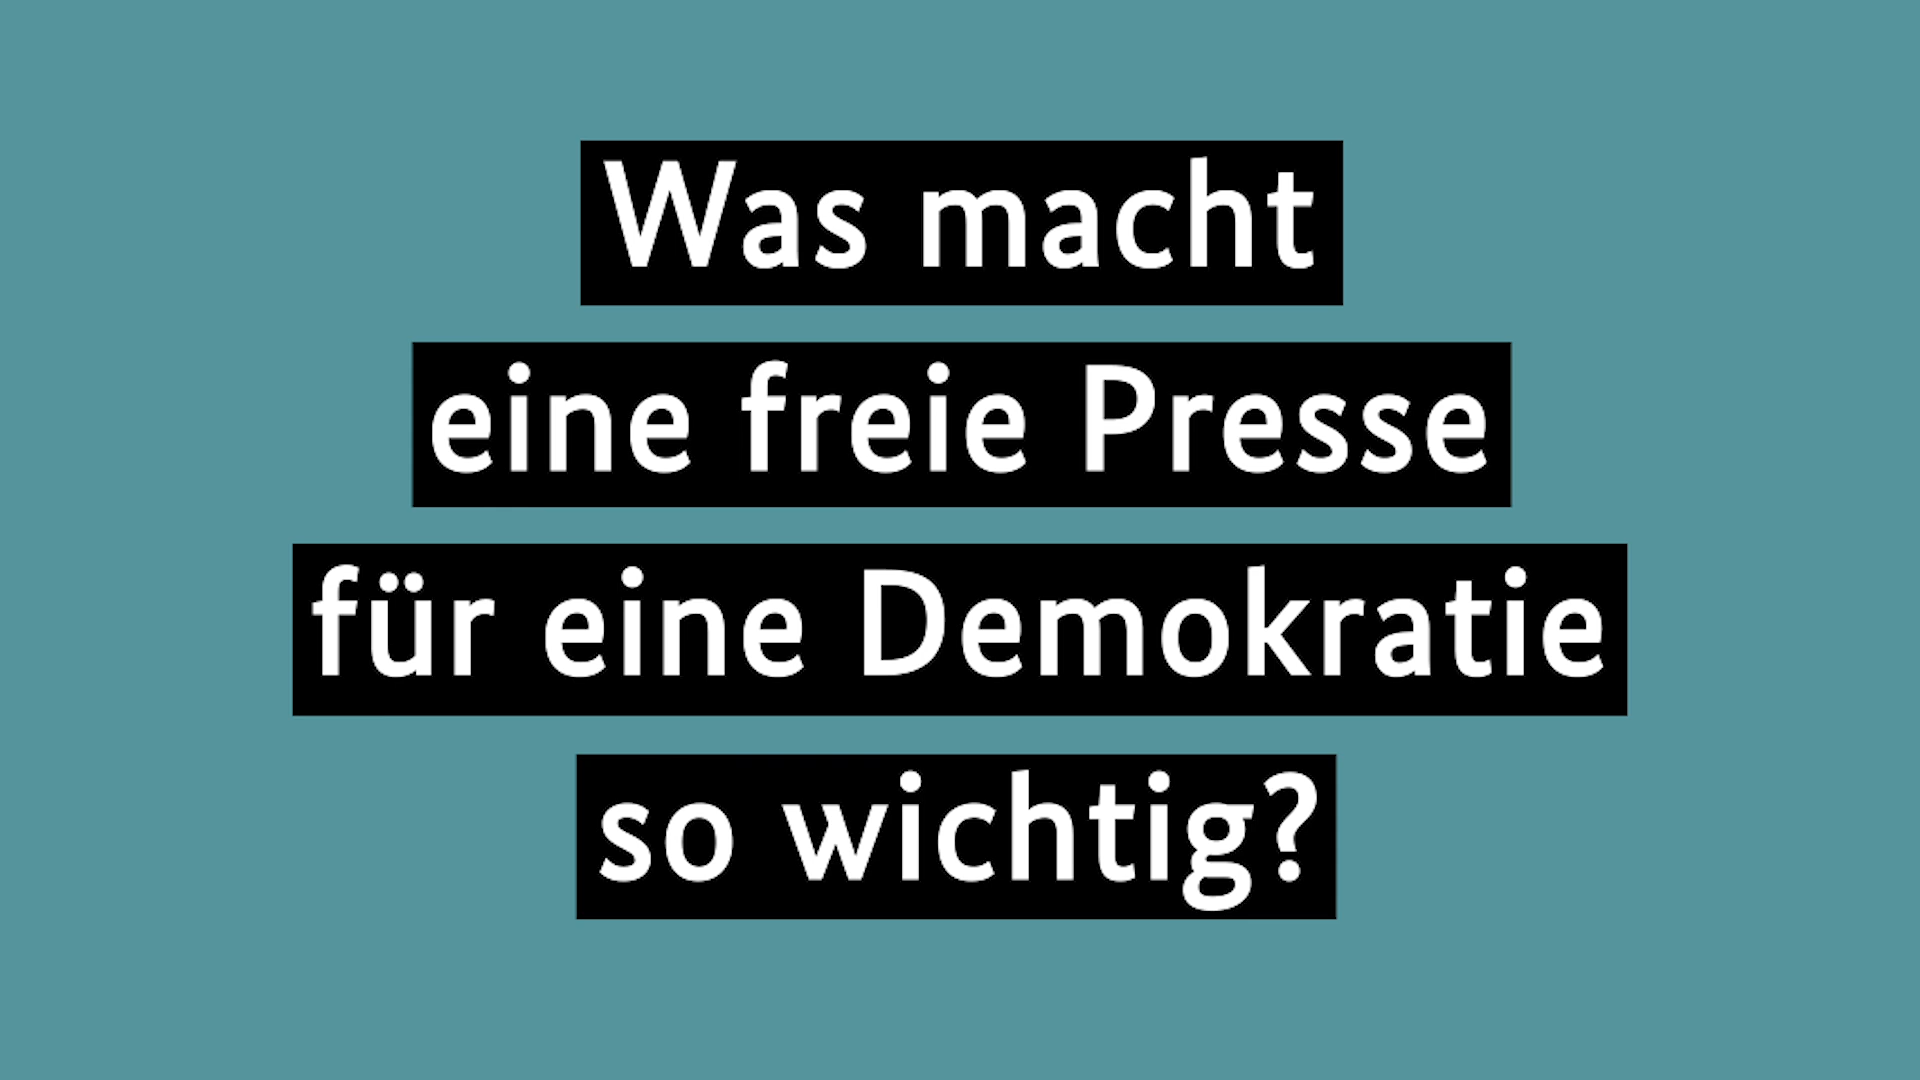 Was macht
eine freie Presse
für eine Demokratie
so wichtig?